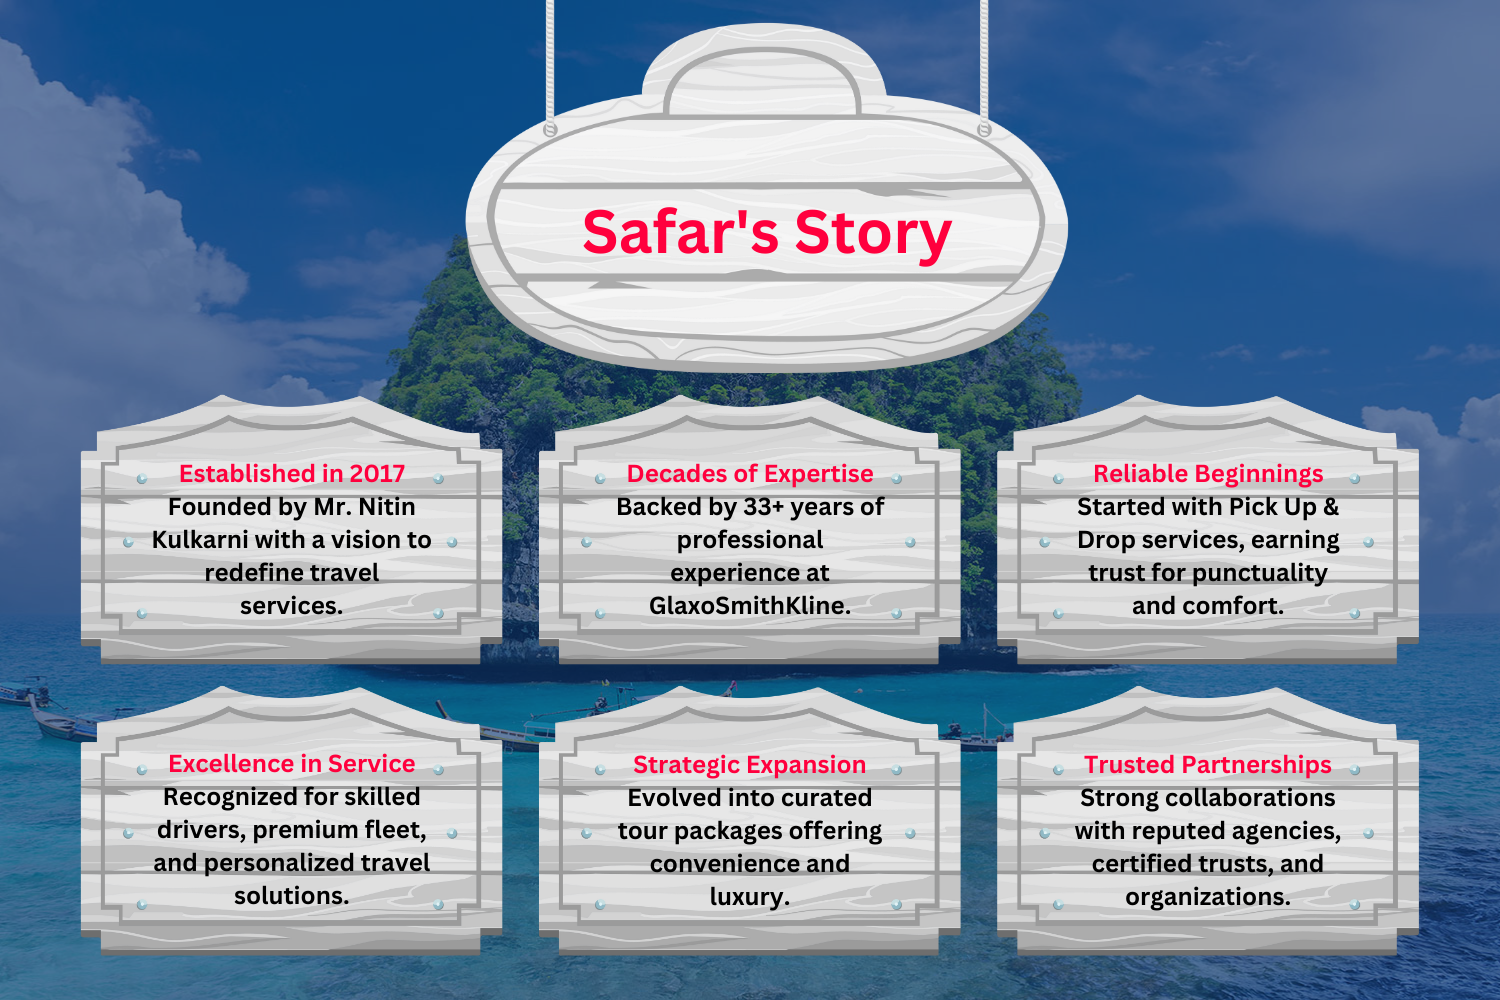 Safar's Story
Established in 2017
Founded by Mr. Nitin
Kulkarni with a vision to
redefine travel
services.
Decades of Expertise
Backed by 33+ years of
professional
experience at
GlaxoSmithKline.
Reliable Beginnings
Started with Pick Up &
Drop services, earning
trust for punctuality
and comfort.
Excellence in Service
Recognized for skilled
drivers, premium fleet,
and personalized travel
solutions.
Strategic Expansion
Evolved into curated
tour packages offering
convenience and
luxury.
Trusted Partnerships
Strong collaborations
with reputed agencies,
certified trusts, and
organizations.